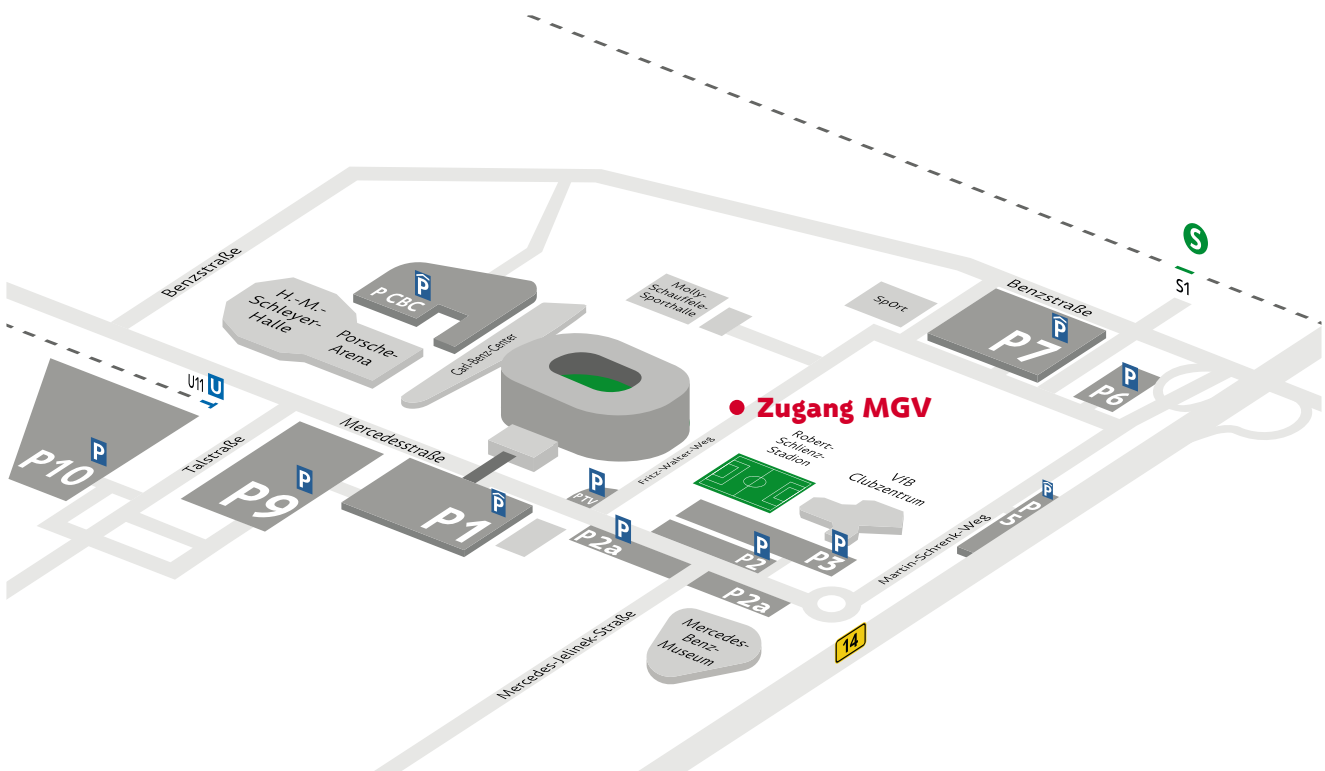 S
S1
Benzstraße
Benzstraße
P
P CBC
H.-M.-
Schleyer-
Halle
Porsche-
Arena
Carl-Benz-Center
Molly-
Schauffele-
Sporthalle
SpOrt
P
P7
P
P6
U11 U
Mercedesstraße
Talstraße
P
P10
P
P9
P
P1
Zugang MGV
Fritz-Walter-Weg
Robert-
Schlienz-
Stadion
VfB
Clubzentrum
P
PTV
P
P2a
P
P2
P
P3
P2a
P
P5
Martin-Schrenk-Weg
14
Mercedes-Jelinek-Straße
Mercedes-
Benz-
Museum